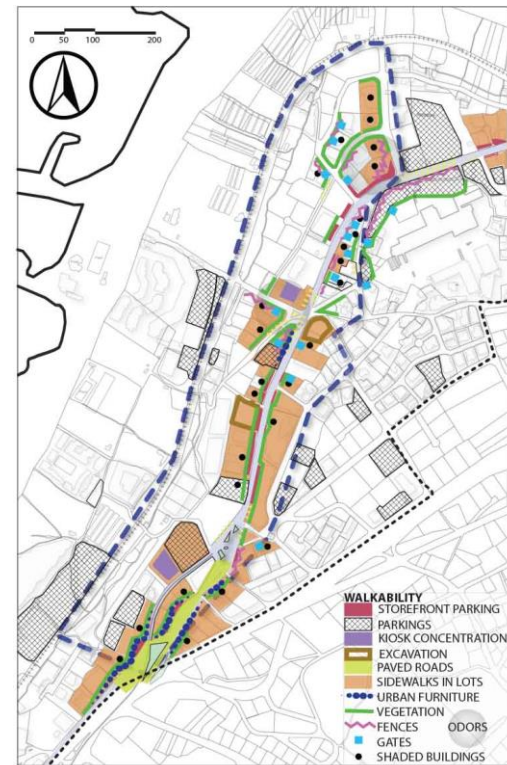 0 50 100 200
WALKABILITY
STOREFRONT PARKING
PARKINGS
KIOSK CONCENTRATION
EXCAVATION
PAVED ROADS
SIDEWALKS IN LOTS
URBAN FURNITURE
VEGETATION
FENCES ODORS
GATES
SHADED BUILDINGS